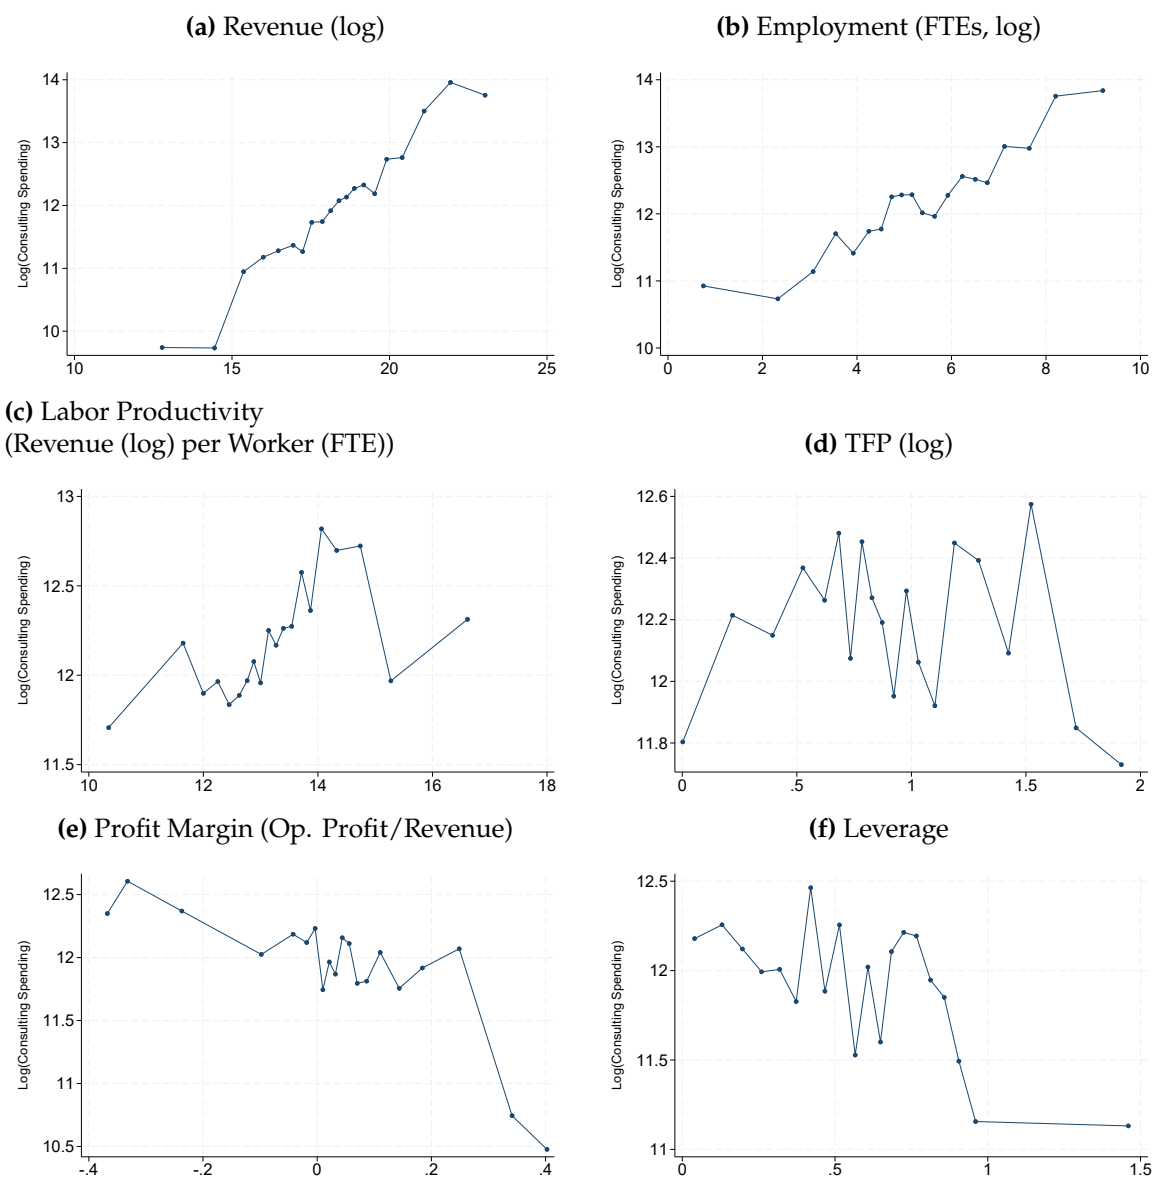 (a) Revenue (log)
Log(Consulting Spending)
14
13
12
11
10
10 15 20 25
(b) Employment (FTEs, log)
Log(Consulting Spending)
14
13
12
11
10
0 2 4 6 8 10
(c) Labor Productivity
(Revenue (log) per Worker (FTE))
Log(Consulting Spending)
13
12.5
12
11.5
10 12 14 16 18
(d) TFP (log)
Log(Consulting Spending)
12.6
12.4
12.2
12
11.8
0 .5 1 1.5 2
(e) Profit Margin (Op. Profit/Revenue)
Log(Consulting Spending)
12.5
12
11.5
11
10.5
-.4 -.2 0 .2 .4
(f) Leverage
Log(Consulting Spending)
12.5
12
11.5
11
0 .5 1 1.5